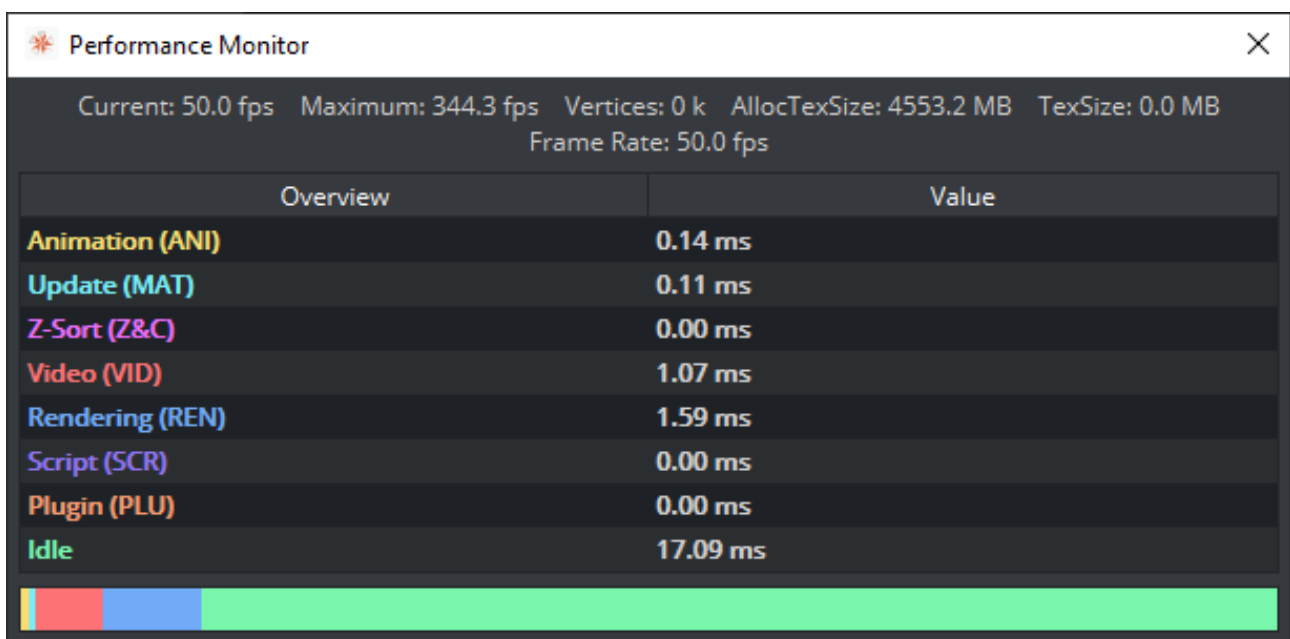 Performance Monitor
Current: 50.0 fps Maximum: 344.3 fps Vertices: 0 k AllocTexSize: 4553.2 MB TexSize: 0.0 MB
Frame Rate: 50.0 fps
Overview Value
Animation (ANI) 0.14 ms
Update (MAT) 0.11 ms
Z-Sort (Z&C) 0.00 ms
Video (VID) 1.07 ms
Rendering (REN) 1.59 ms
Script (SCR) 0.00 ms
Plugin (PLU) 0.00 ms
Idle 17.09 ms